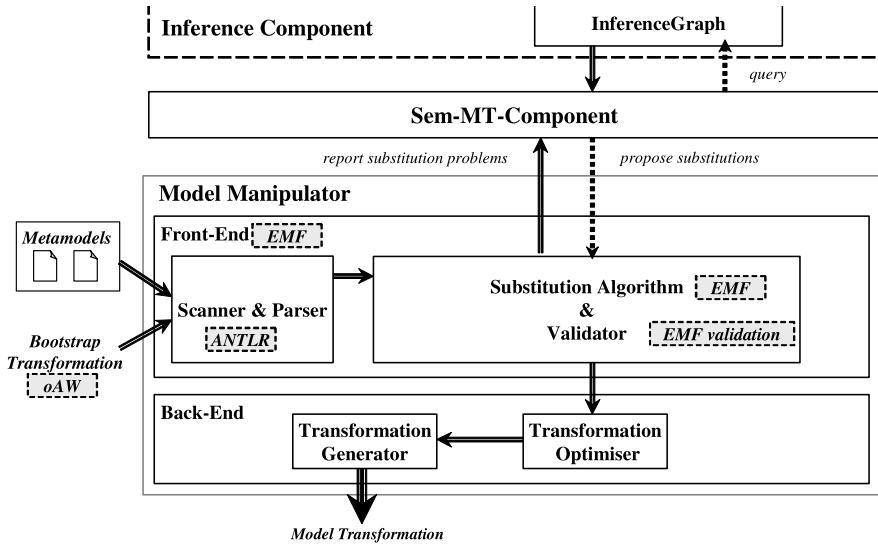 Inference Component
InferenceGraph
query
Sem-MT-Component
report substitution problems
propose substitutions
Model Manipulator
Metamodels
Front-End
EMF
Scanner & Parser
ANTLR
Substitution Algorithm
EMF
&
Validator
EMF validation
Bootstrap
Transformation
oAW
Back-End
Transformation
Generator
Transformation
Optimiser
Model Transformation